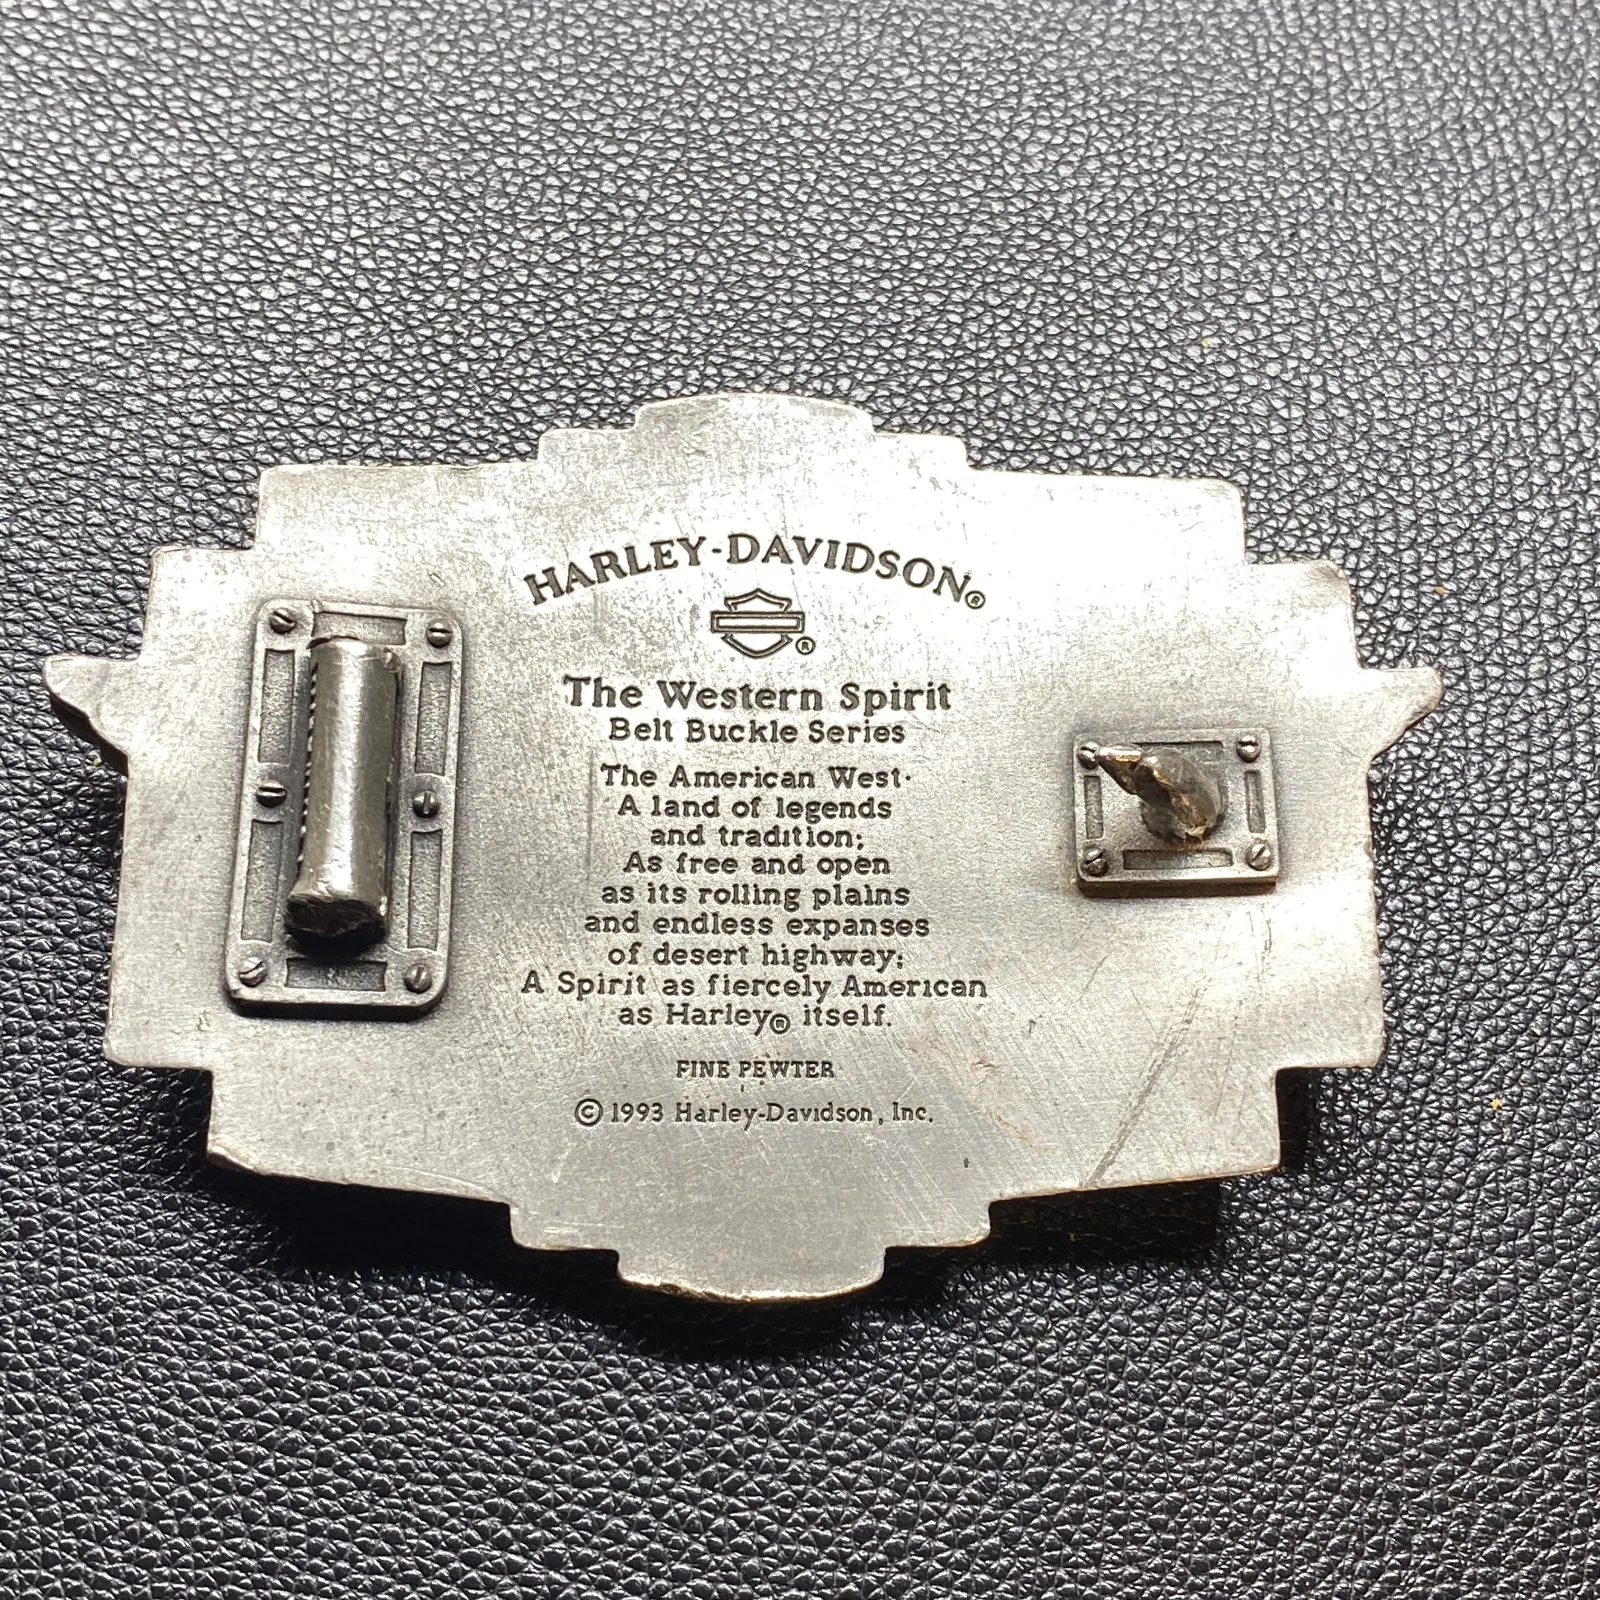 HARLEY-DAVIDSON®
®
The Western Spirit
Belt Buckle Series
The American West·
A land of legends
and tradition;
As free and open
as its rolling plains
and endless expanses
of desert highway;
A Spirit as fiercely American
as Harley® itself.
FINE PEWTER
© 1993 Harley-Davidson, Inc.